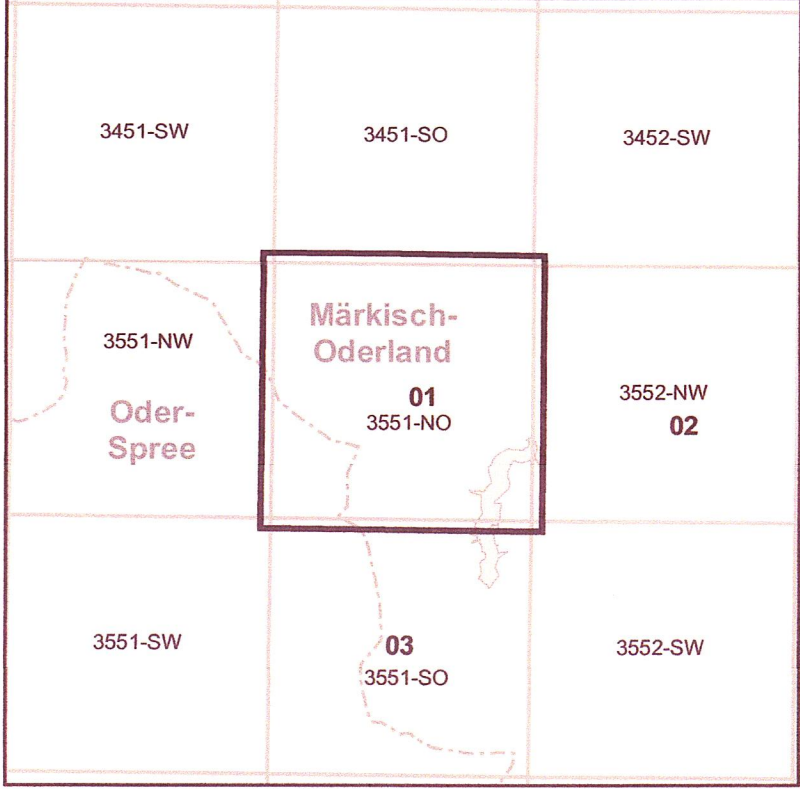 3451-SW
3451-SO
3452-SW
3551-NW
Oder-
Spree
Märkisch-
Oderland
01
3551-NO
3552-NW
02
3551-SW
03
3551-SO
3552-SW